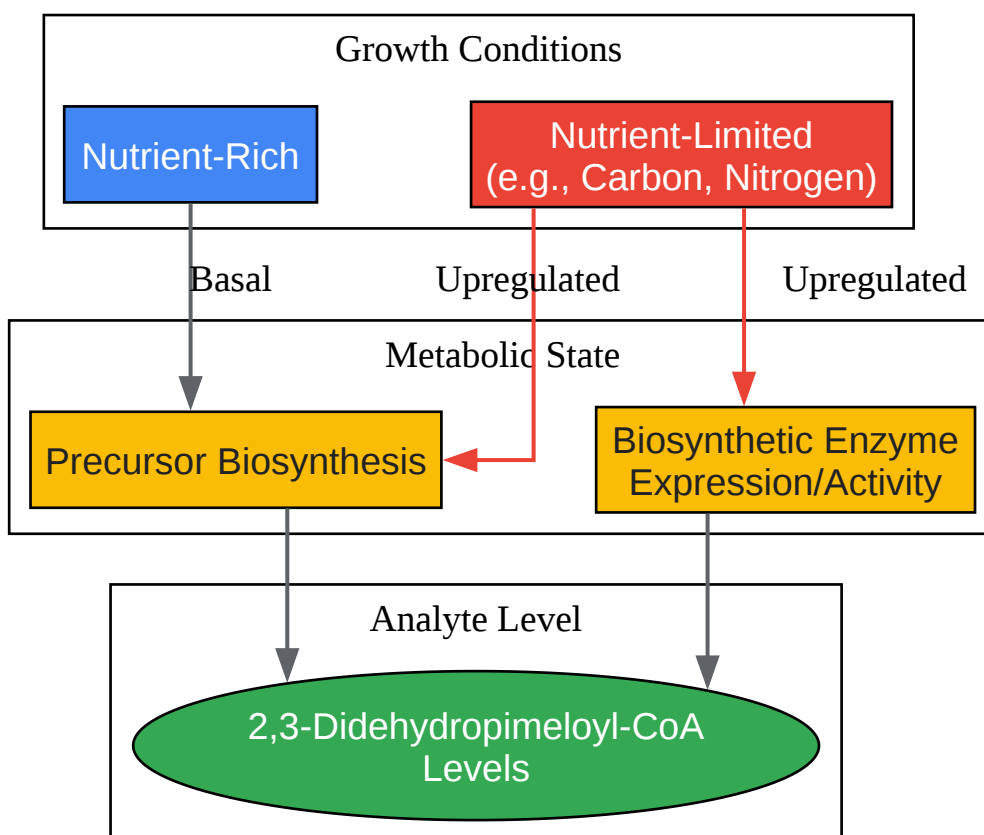 Growth Conditions
Nutrient-Rich
Nutrient-Limited
(e.g., Carbon, Nitrogen)
Basal
Upregulated
Upregulated
Metabolic State
Precursor Biosynthesis
Biosynthetic Enzyme
Expression/Activity
Analyte Level
2,3-Didehydropimeloyl-CoA
Levels